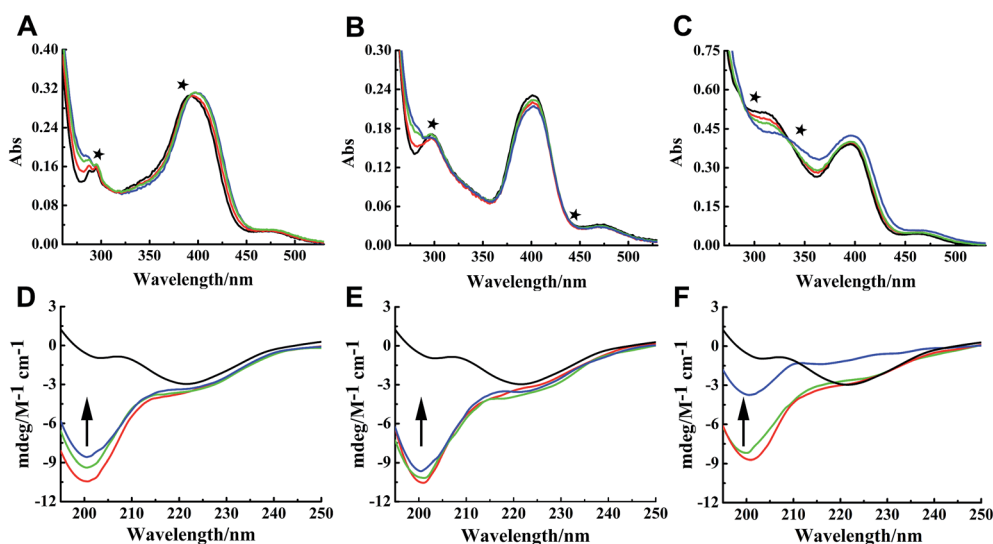 A
B
C
0.40
0.32
0.24
0.16
0.08
0.00
Abs
300 350 400 450 500
Wavelength/nm
0.30
0.24
0.18
0.12
0.06
0.00
Abs
300 350 400 450 500
Wavelength/nm
0.75
0.60
0.45
0.30
0.15
0.00
Abs
300 350 400 450 500
Wavelength/nm
D
E
F
3
0
-3
-6
-9
-12
mdeg/M⁻¹ cm⁻¹
200 210 220 230 240 250
Wavelength/nm
3
0
-3
-6
-9
-12
mdeg/M⁻¹ cm⁻¹
200 210 220 230 240 250
Wavelength/nm
3
0
-3
-6
-9
-12
mdeg/M⁻¹ cm⁻¹
200 210 220 230 240 250
Wavelength/nm